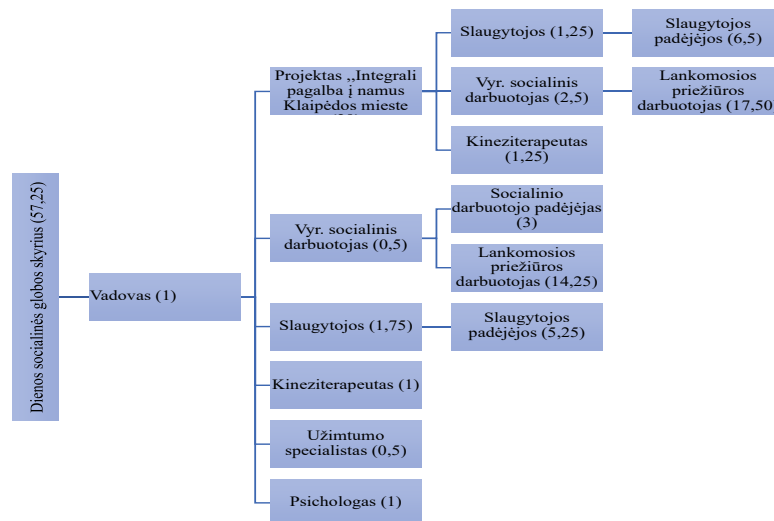 Dienos socialinės globos skyrius (57,25)
Vadovas (1)
Projektas ,,Integrali
pagalba į namus
Klaipėdos mieste
Slaugytojos (1,25)
Slaugytojos
padėjėjos (6,5)
Vyr. socialinis
darbuotojas (2,5)
Lankomosios
priežiūros
darbuotojas (17,50)
Kineziterapeutas
(1,25)
Vyr. socialinis
darbuotojas (0,5)
Socialinio
darbuotojo padėjėjas
(3)
Lankomosios
priežiūros
darbuotojas (14,25)
Slaugytojos (1,75)
Slaugytojos
padėjėjos (5,25)
Kineziterapeutas (1)
Užimtumo
specialistas (0,5)
Psichologas (1)